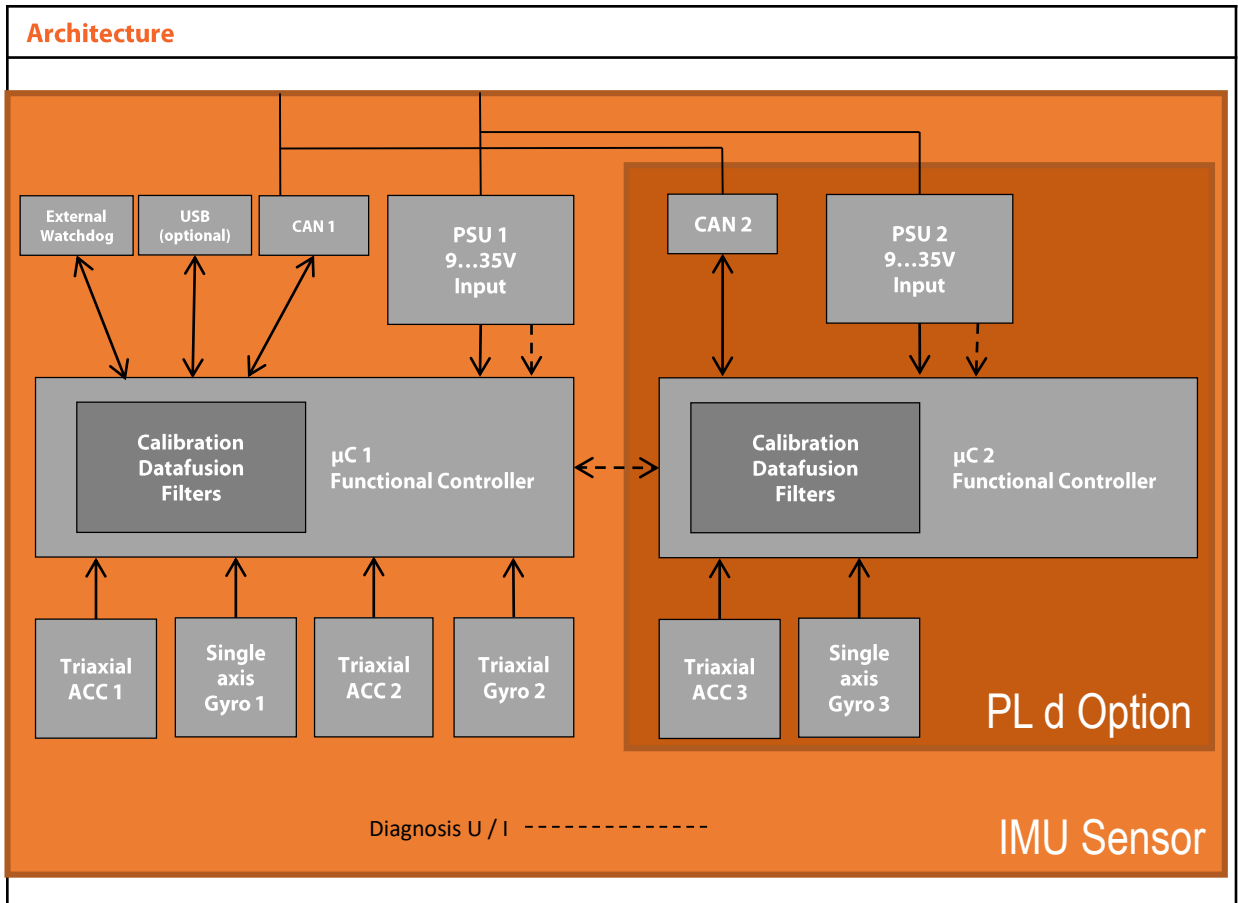 Architecture
External
Watchdog
USB
(optional)
CAN 1
PSU 1
9...35V
Input
CAN 2
PSU 2
9...35V
Input
Calibration
Datafusion
Filters
µC 1
Functional Controller
Calibration
Datafusion
Filters
µC 2
Functional Controller
Triaxial
ACC 1
Single
axis
Gyro 1
Triaxial
ACC 2
Triaxial
Gyro 2
Triaxial
ACC 3
Single
axis
Gyro 3
PL d Option
Diagnosis U / I
IMU Sensor